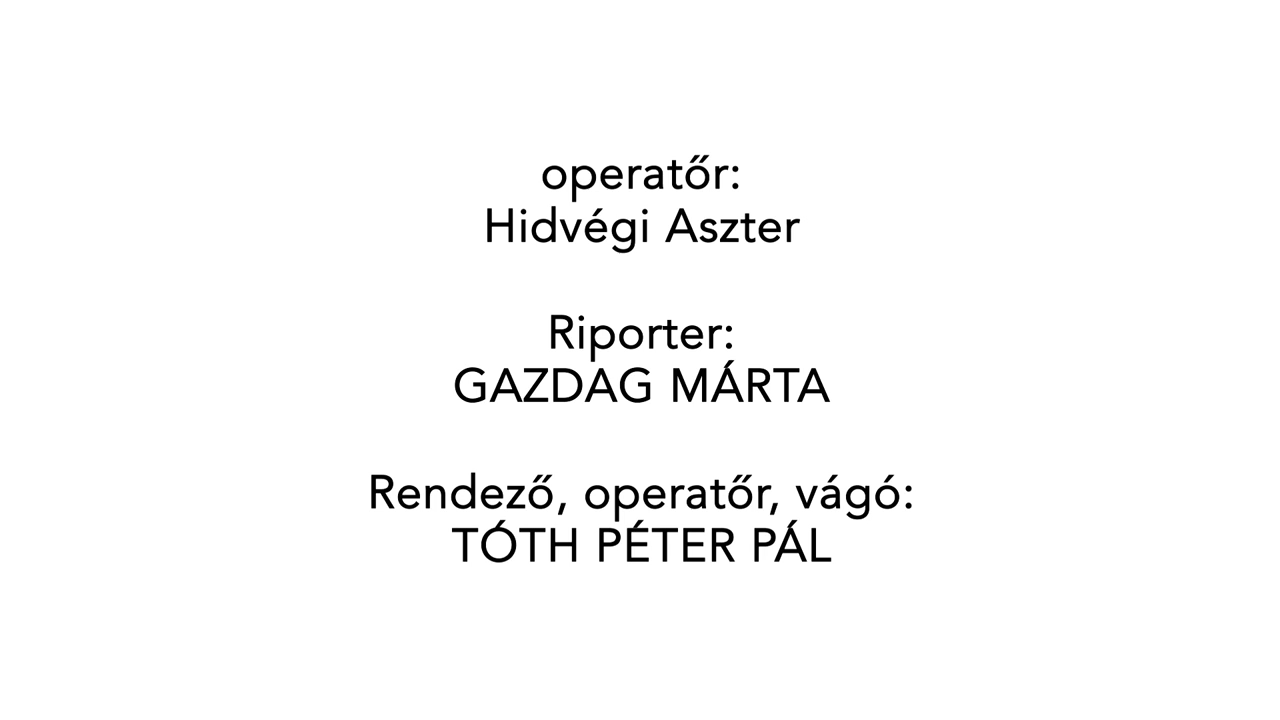 operatőr:
Hidvégi Aszter
Riporter:
GAZDAG MÁRTA
Rendező, operatőr, vágó:
TÓTH PÉTER PÁL